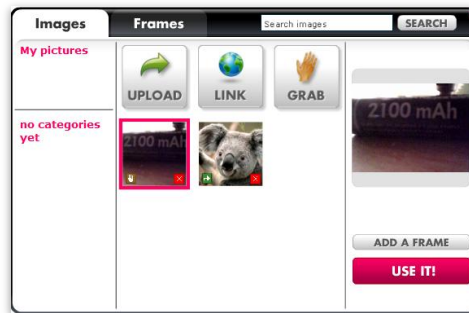 Images
Frames
Search images
SEARCH
My pictures
no categories
yet
UPLOAD
LINK
GRAB
2100 mAh
2100 mAh
ADD A FRAME
USE IT!